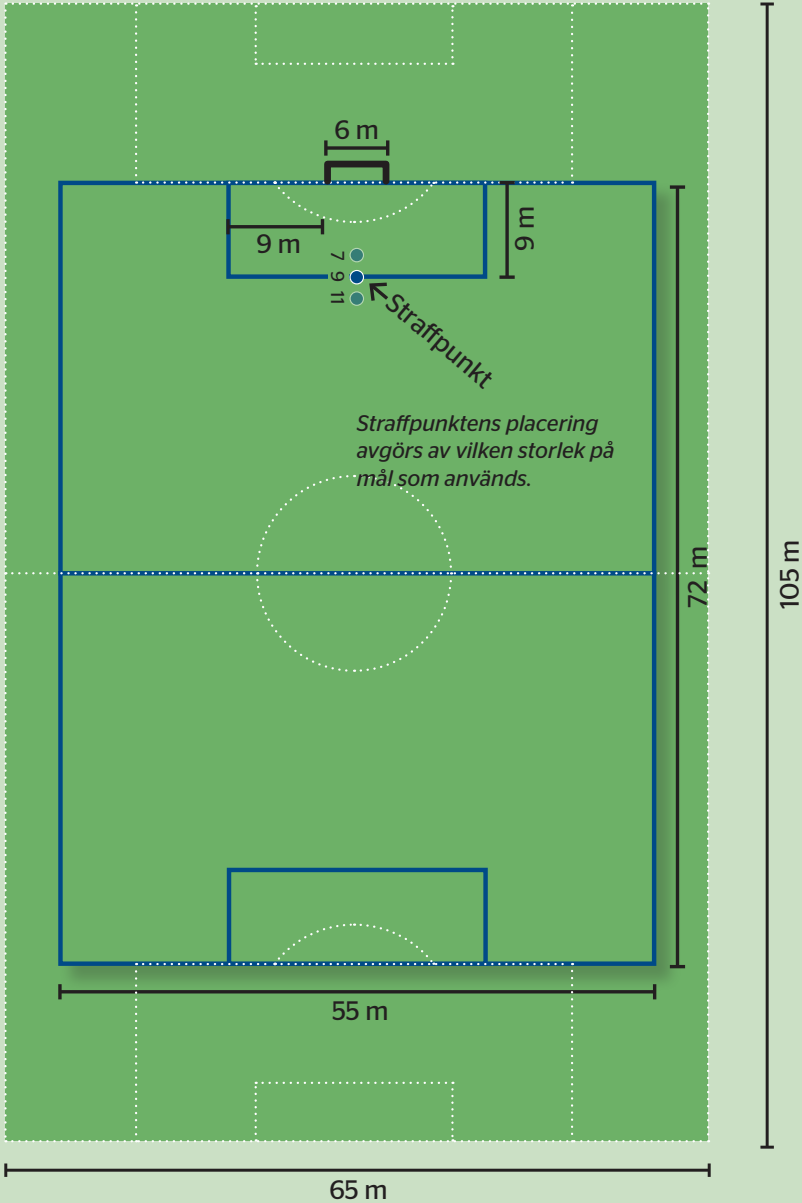 6 m
9 m
9 m
7
9
11
Straffpunkt
Straffpunktens placering
avgörs av vilken storlek på
mål som används.
72 m
105 m
55 m
65 m